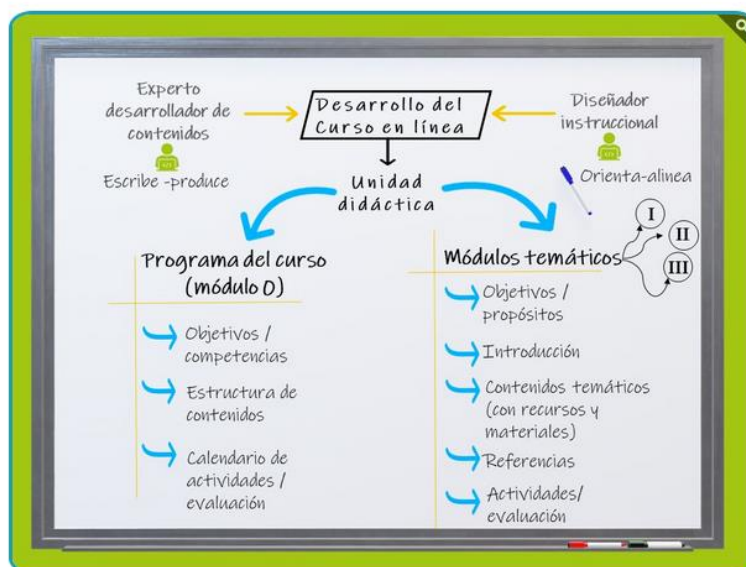 Experto
desarrollador de
contenidos
Escribe -produce
Desarrollo del
Curso en línea
Diseñador
instruccional
Orienta-alinea
Unidad
didáctica
Programa del curso
(módulo 0)
Objetivos /
competencias
Estructura de
contenidos
Calendario de
actividades /
evaluación
Módulos temáticos
I
II
III
Objetivos /
propósitos
Introducción
Contenidos temáticos
(con recursos y
materiales)
Referencias
Actividades/
evaluación